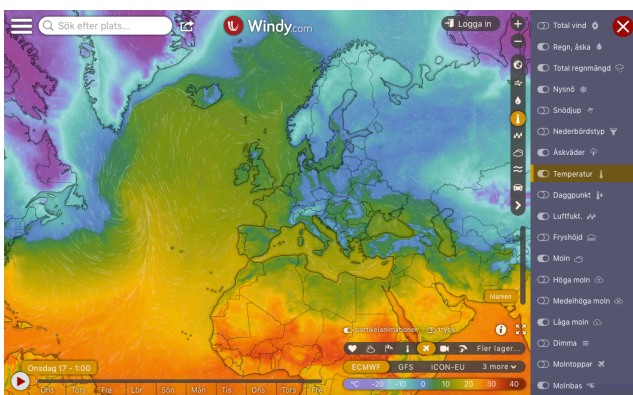 Sök efter plats...
Windy.com
Logga in
Total vind
Regn, åska
Total regnmängd
Nysnö
Snödjup
Nederbördstyp
Åskväder
Temperatur
Daggpunkt
Luftfukt.
Fryshöjd
Moln
Höga moln
Medelhöga moln
Låga moln
Dimma
Molntoppar
Molnbas
Marken
partikelanimationen
tryck
Fler lager...
ECMWF GFS ICON-EU 3 more
°C -20 -10 0 10 20 30 40
Onsdag 17 - 1:00
Ons Tors Fre Lör Sön Mån Tis Ons Tors Fre